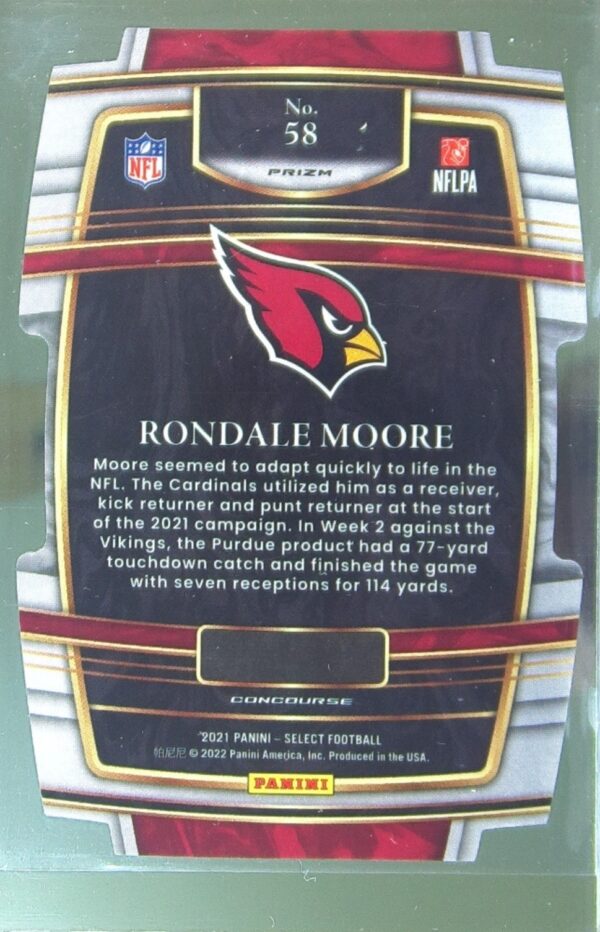 No.
58
PRIZM
NFL
NFLPA
RONDALE MOORE
Moore seemed to adapt quickly to life in the
NFL. The Cardinals utilized him as a receiver,
kick returner and punt returner at the start
of the 2021 campaign. In Week 2 against the
Vikings, the Purdue product had a 77-yard
touchdown catch and finished the game
with seven receptions for 114 yards.
CONCOURSE
2021 PANINI – SELECT FOOTBALL
帕尼尼 © 2022 Panini America, Inc. Produced in the USA.
PANINI